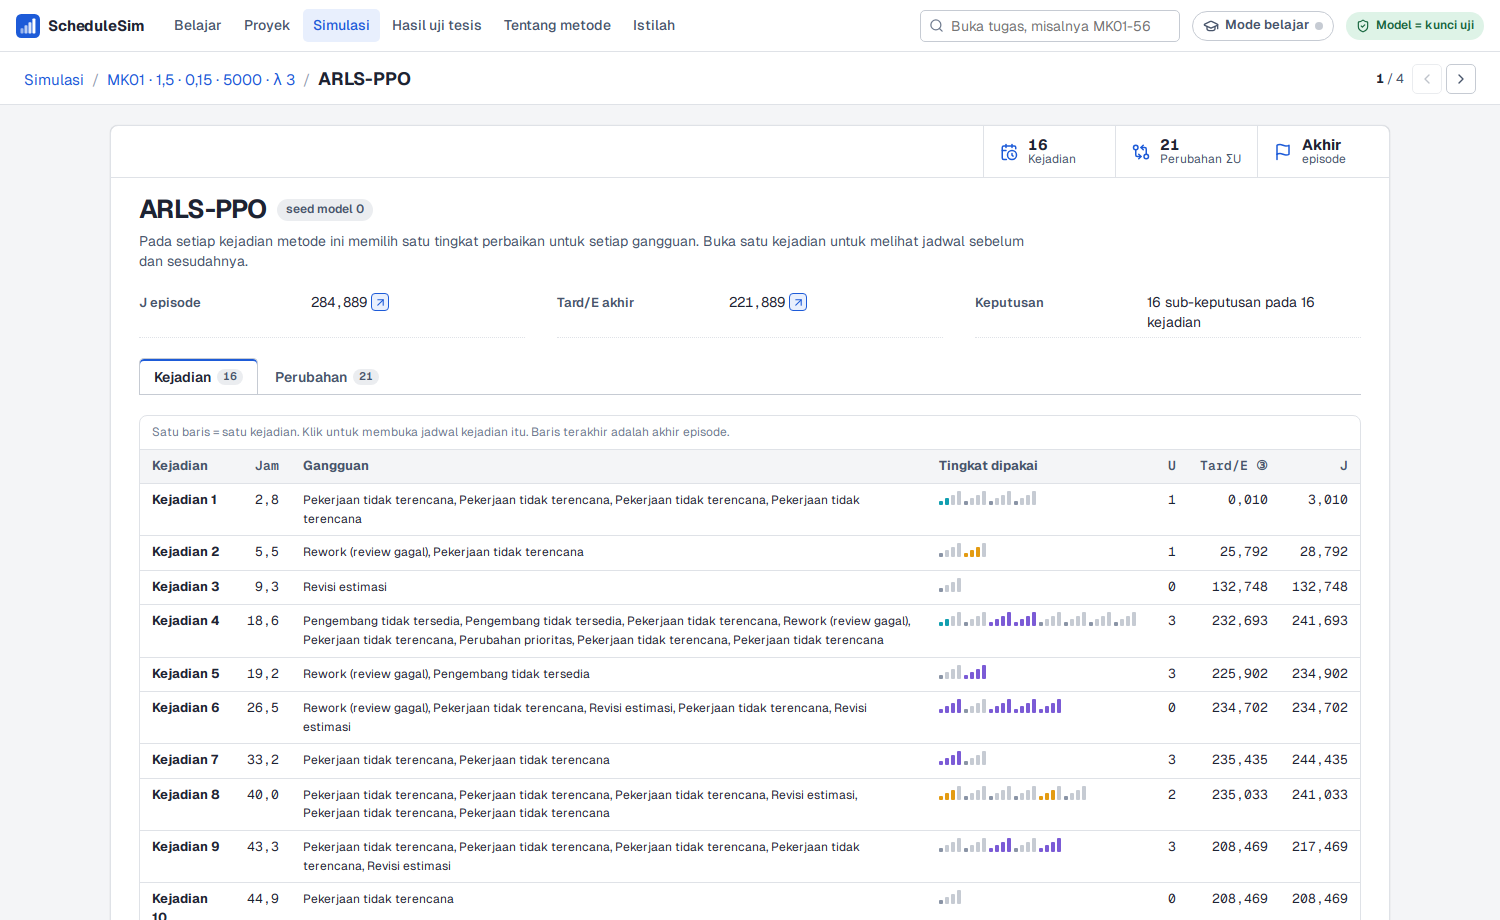 ScheduleSim
Belajar
Proyek
Simulasi
Hasil uji tesis
Tentang metode
Istilah
Buka tugas, misalnya MK01-56
Mode belajar
Model = kunci uji
Simulasi / MK01 · 1,5 · 0,15 · 5000 · λ 3 / ARLS-PPO
1 / 4
16
Kejadian
21
Perubahan ΣU
Akhir
episode
ARLS-PPO
seed model 0
Pada setiap kejadian metode ini memilih satu tingkat perbaikan untuk setiap gangguan. Buka satu kejadian untuk melihat jadwal sebelum
dan sesudahnya.
J episode
284,889
Tard/E akhir
221,889
Keputusan
16 sub-keputusan pada 16
kejadian
Kejadian 16
Perubahan 21
Satu baris = satu kejadian. Klik untuk membuka jadwal kejadian itu. Baris terakhir adalah akhir episode.
Kejadian Jam Gangguan Tingkat dipakai U Tard/E ③ J
Kejadian 1 2,8 Pekerjaan tidak terencana, Pekerjaan tidak terencana, Pekerjaan tidak terencana, Pekerjaan tidak 1 0,010 3,010
terencana
Kejadian 2 5,5 Rework (review gagal), Pekerjaan tidak terencana 1 25,792 28,792
Kejadian 3 9,3 Revisi estimasi 0 132,748 132,748
Kejadian 4 18,6 Pengembang tidak tersedia, Pengembang tidak tersedia, Pekerjaan tidak terencana, Rework (review gagal), 3 232,693 241,693
Pekerjaan tidak terencana, Perubahan prioritas, Pekerjaan tidak terencana, Pekerjaan tidak terencana
Kejadian 5 19,2 Rework (review gagal), Pengembang tidak tersedia 3 225,902 234,902
Kejadian 6 26,5 Rework (review gagal), Pekerjaan tidak terencana, Revisi estimasi, Pekerjaan tidak terencana, Revisi 0 234,702 234,702
estimasi
Kejadian 7 33,2 Pekerjaan tidak terencana, Pekerjaan tidak terencana 3 235,435 244,435
Kejadian 8 40,0 Pekerjaan tidak terencana, Pekerjaan tidak terencana, Pekerjaan tidak terencana, Revisi estimasi, 2 235,033 241,033
Pekerjaan tidak terencana, Pekerjaan tidak terencana
Kejadian 9 43,3 Pekerjaan tidak terencana, Pekerjaan tidak terencana, Pekerjaan tidak terencana, Pekerjaan tidak 3 208,469 217,469
terencana, Revisi estimasi
Kejadian 44,9 Pekerjaan tidak terencana 0 208,469 208,469
10